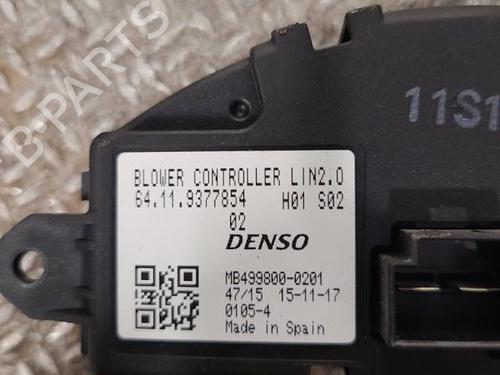 BLOWER CONTROLLER LIN2.0
64.11.9377854 H01 S02
02
DENSO
MB499800-0201
47/15 15-11-17
0105-4
Made in Spain
11S1